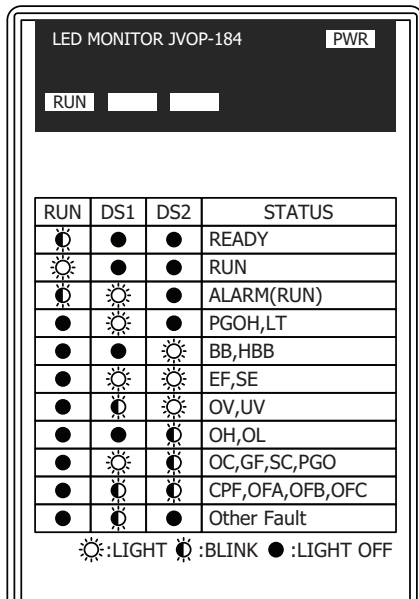 LED MONITOR JVOP-184 PWR
RUN
RUN DS1 DS2 STATUS
READY
RUN
ALARM(RUN)
PGOH,LT
BB,HBB
EF,SE
OV,UV
OH,OL
OC,GF,SC,PGO
CPF,OFA,OFB,OFC
Other Fault
:LIGHT :BLINK :LIGHT OFF